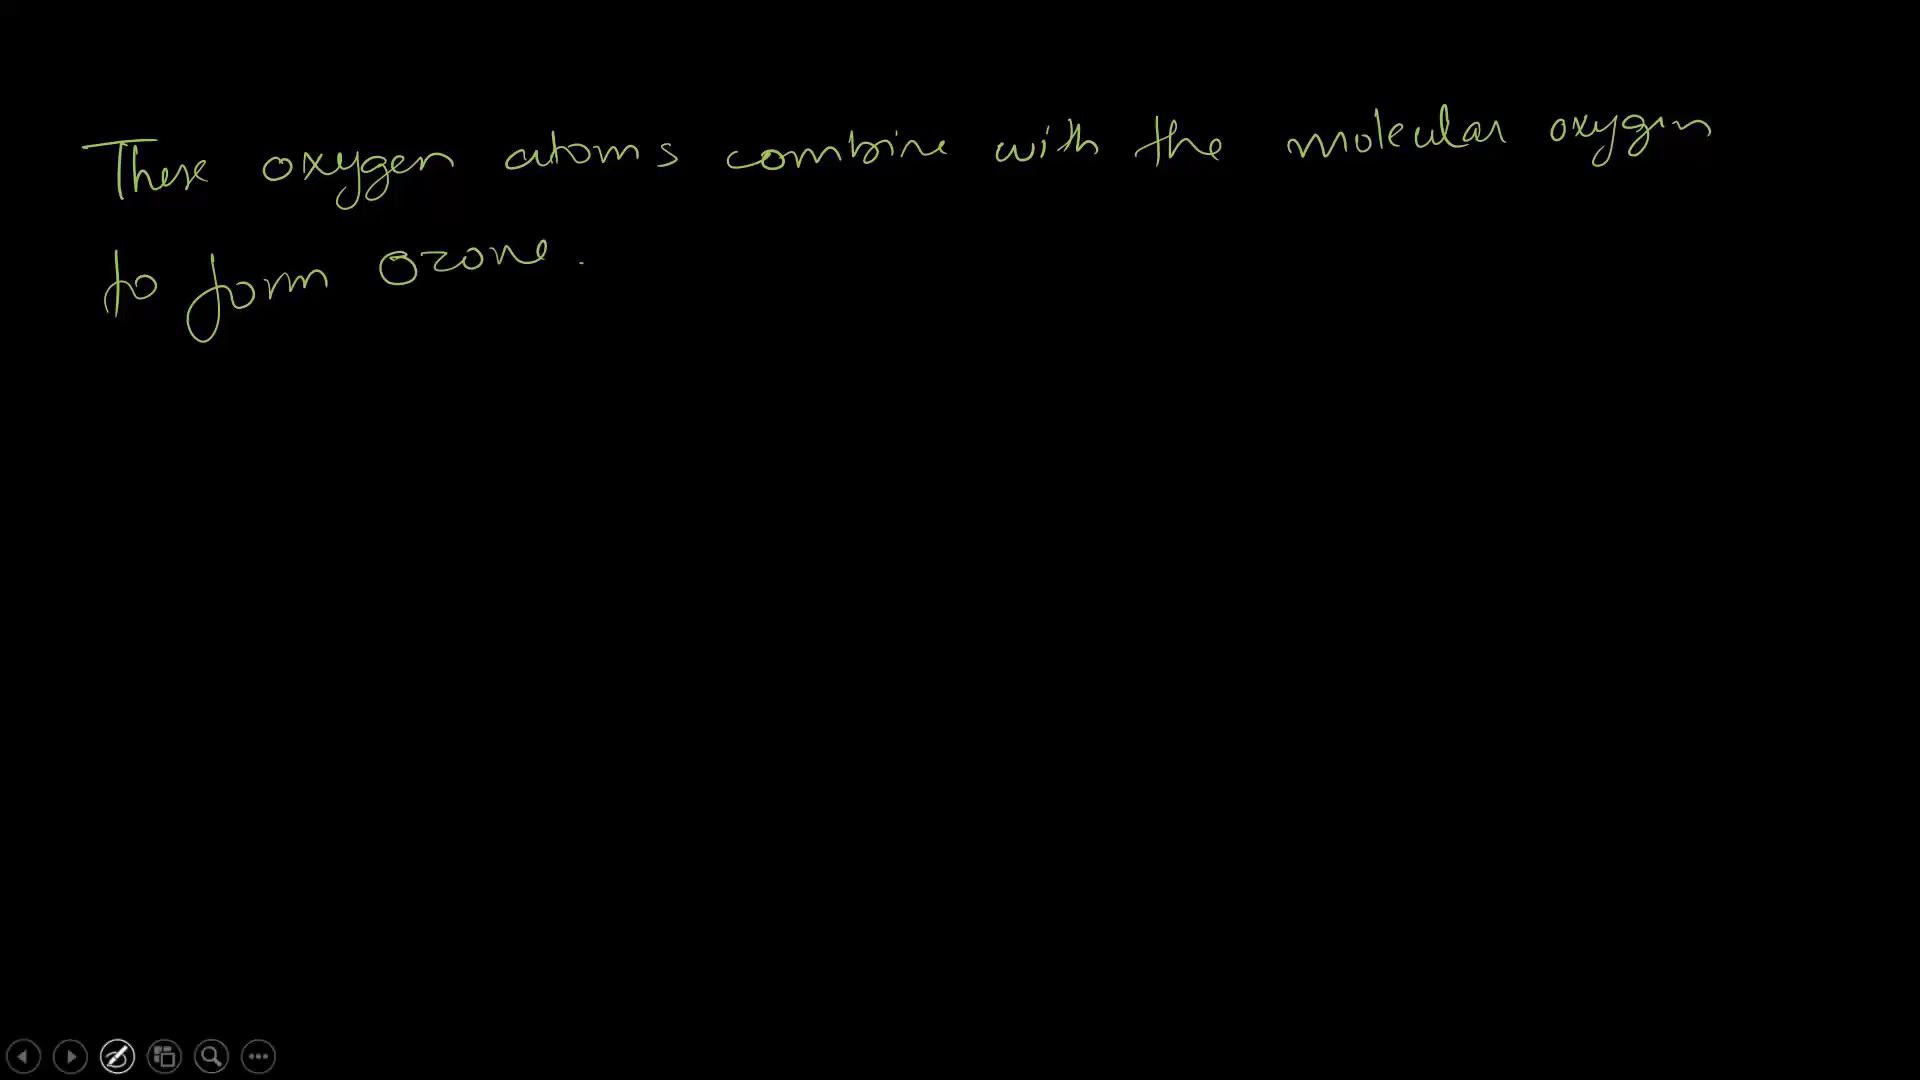 These oxygen atoms combine with the molecular oxygen
to form ozone.